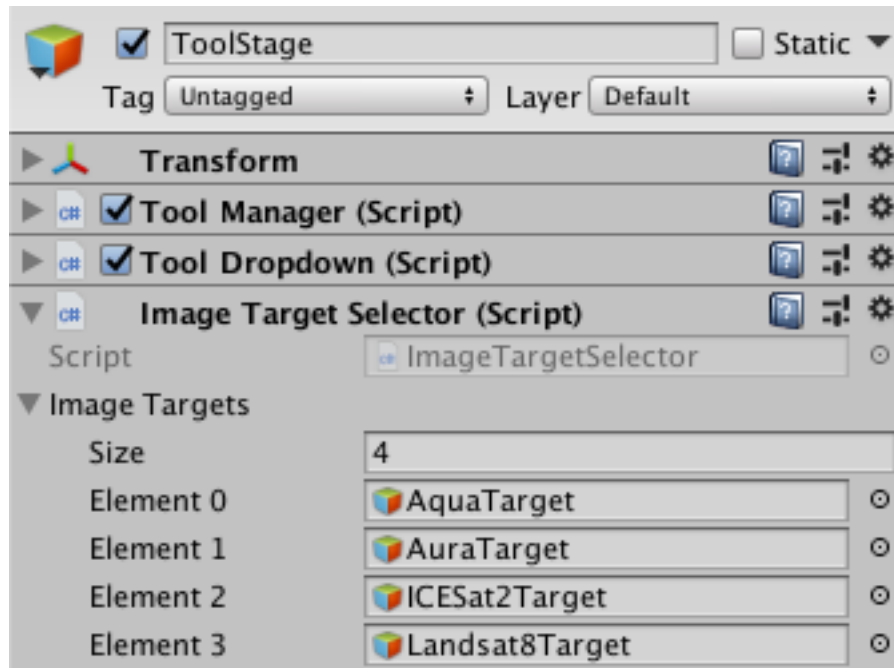 ToolStage Static
Tag Untagged Layer Default
Transform
C# Tool Manager (Script)
C# Tool Dropdown (Script)
C# Image Target Selector (Script)
Script ImageTargetSelector
Image Targets
Size 4
Element 0 AquaTarget
Element 1 AuraTarget
Element 2 ICESat2Target
Element 3 Landsat8Target